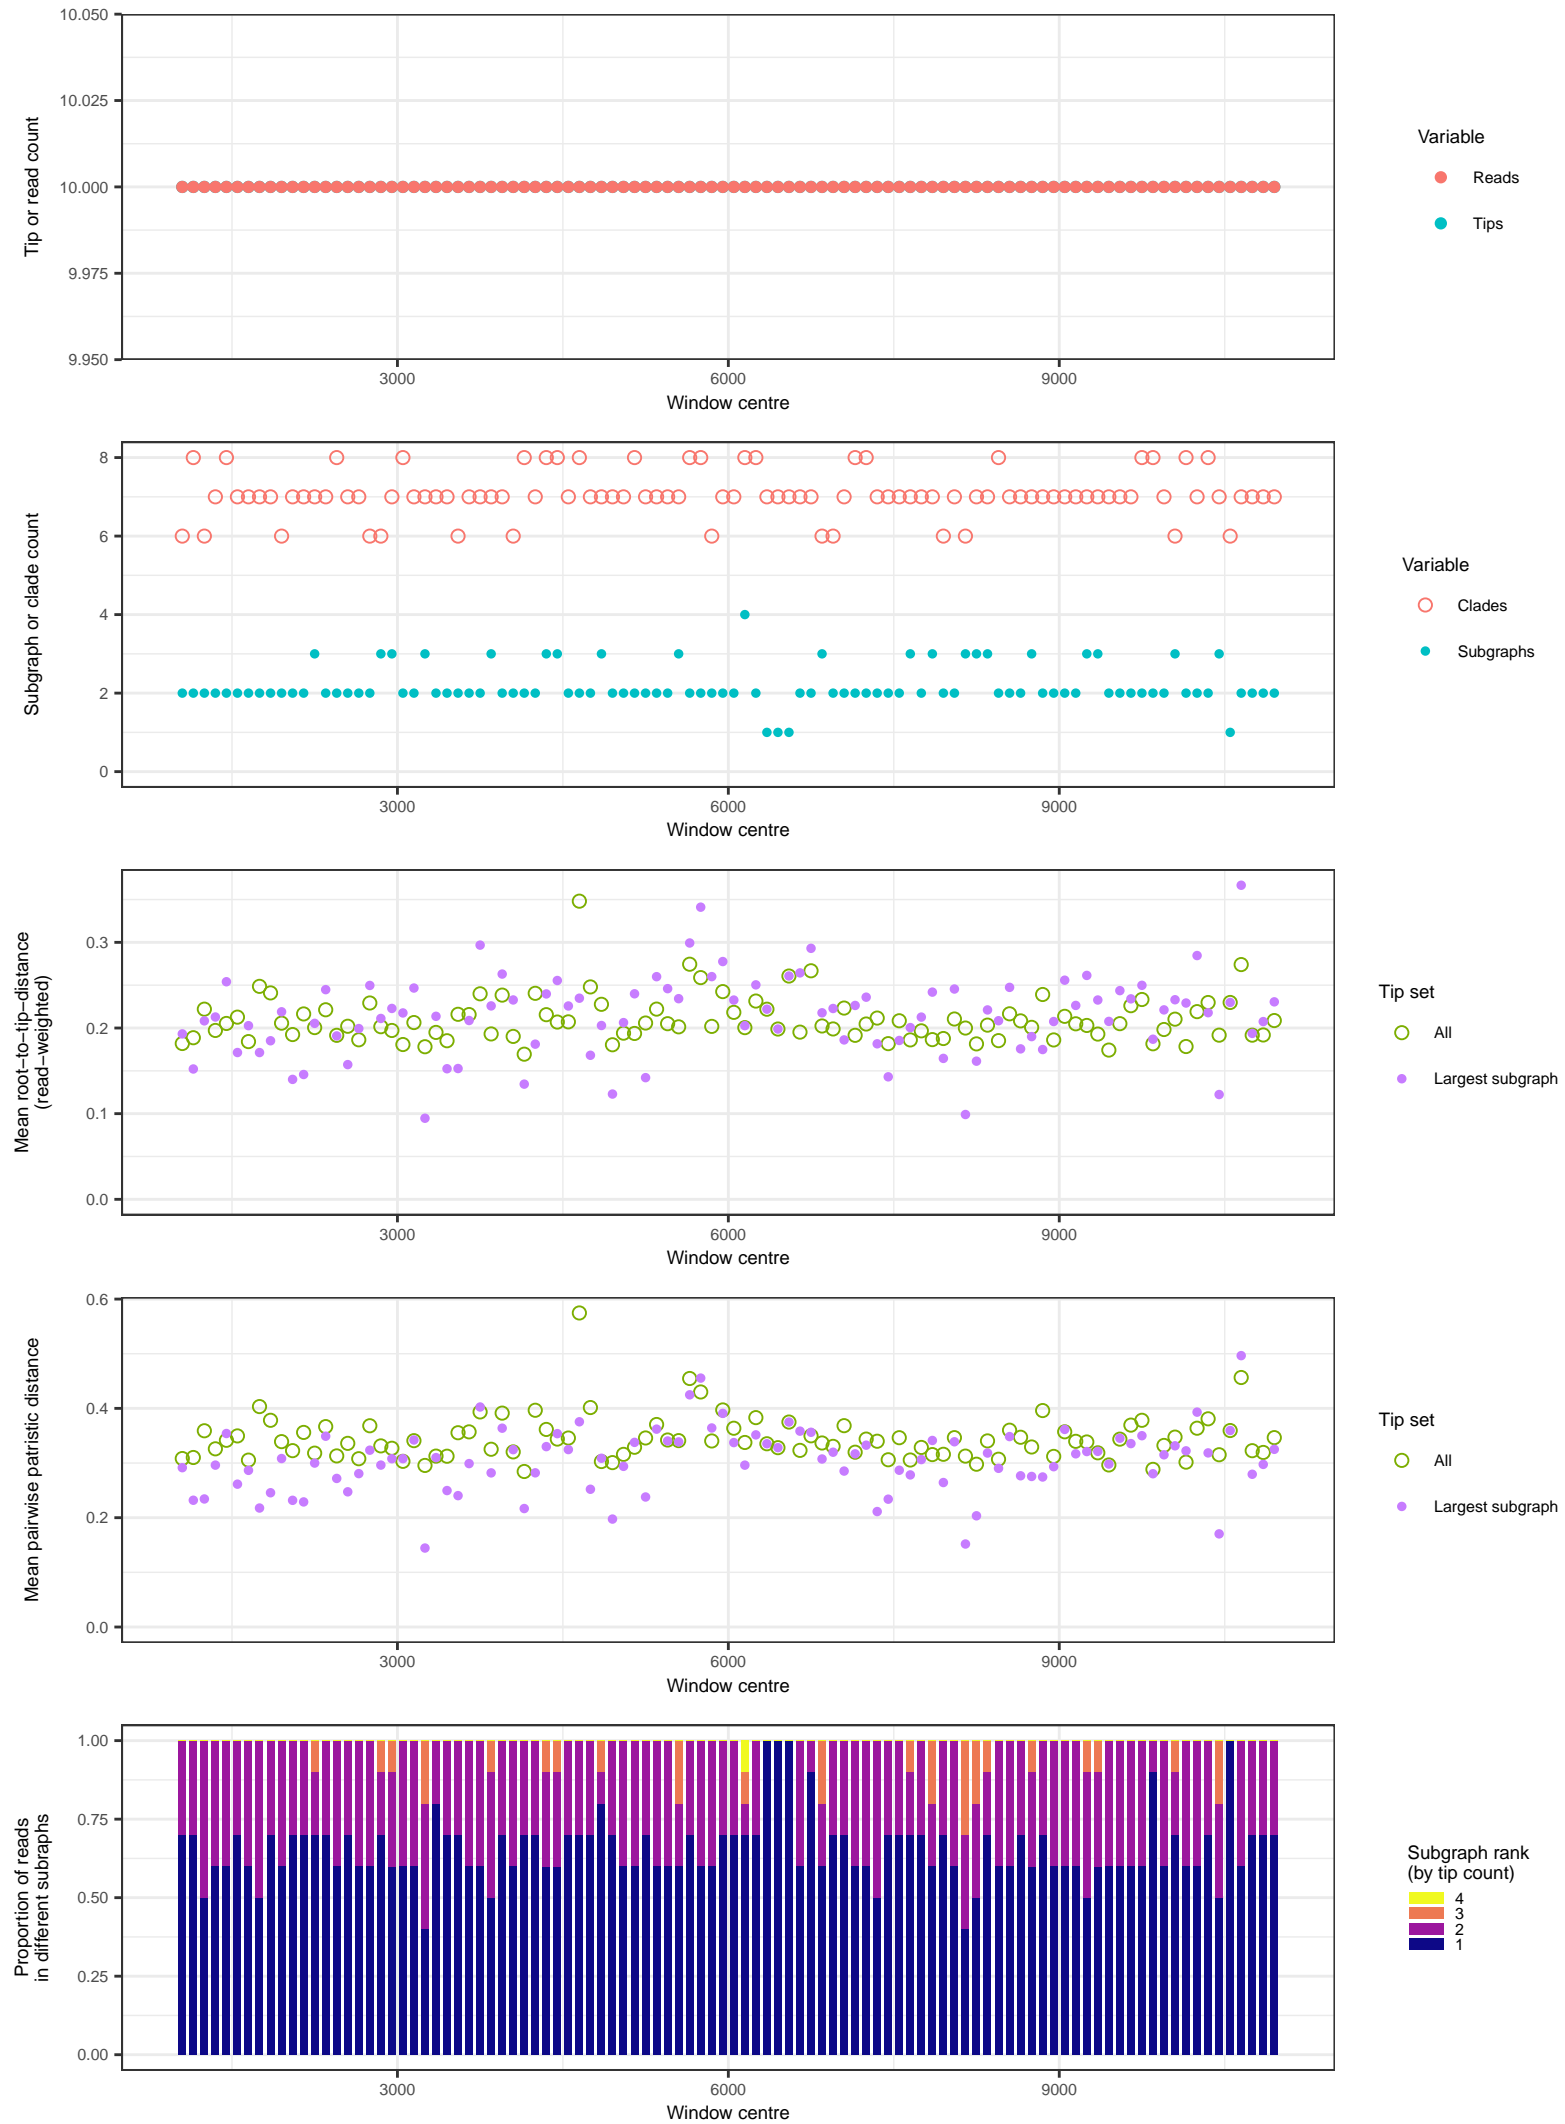 10.050
10.025
10.000
9.975
9.950
Tip or read count
3000
6000
9000
Window centre
Variable
Reads
Tips
8
6
4
2
0
Subgraph or clade count
3000
6000
9000
Window centre
Variable
Clades
Subgraphs
0.3
0.2
0.1
0.0
Mean root−to−tip−distance
(read−weighted)
3000
6000
9000
Window centre
Tip set
All
Largest subgraph
0.6
0.4
0.2
0.0
Mean pairwise patristic distance
3000
6000
9000
Window centre
Tip set
All
Largest subgraph
1.00
0.75
0.50
0.25
0.00
Proportion of reads
in different subraphs
3000
6000
9000
Window centre
Subgraph rank
(by tip count)
4
3
2
1